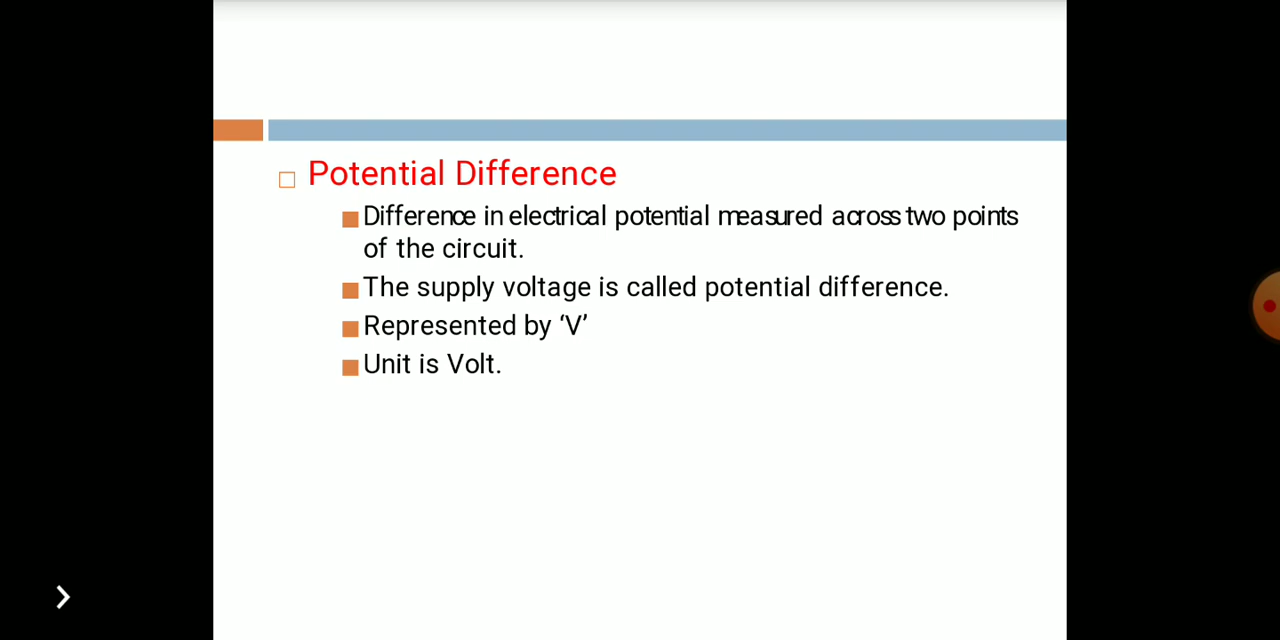 Potential Difference
Difference in electrical potential measured across two points
of the circuit.
The supply voltage is called potential difference.
Represented by ‘V’
Unit is Volt.